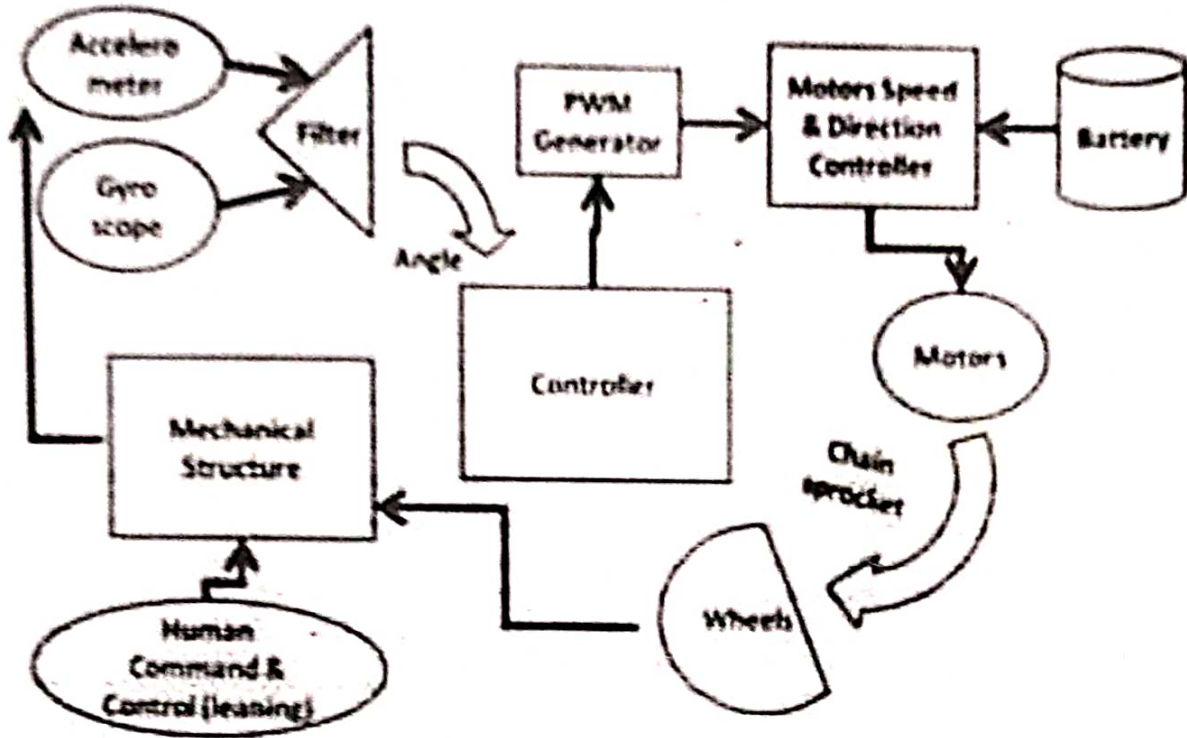 Accelero
meter
Gyro
scope
Filter
Angle
PWM
Generator
Motors Speed
& Direction
Controller
Battery
Controller
Motors
Chain
sprocket
Mechanical
Structure
Wheels
Human
Command &
Control (leaning)